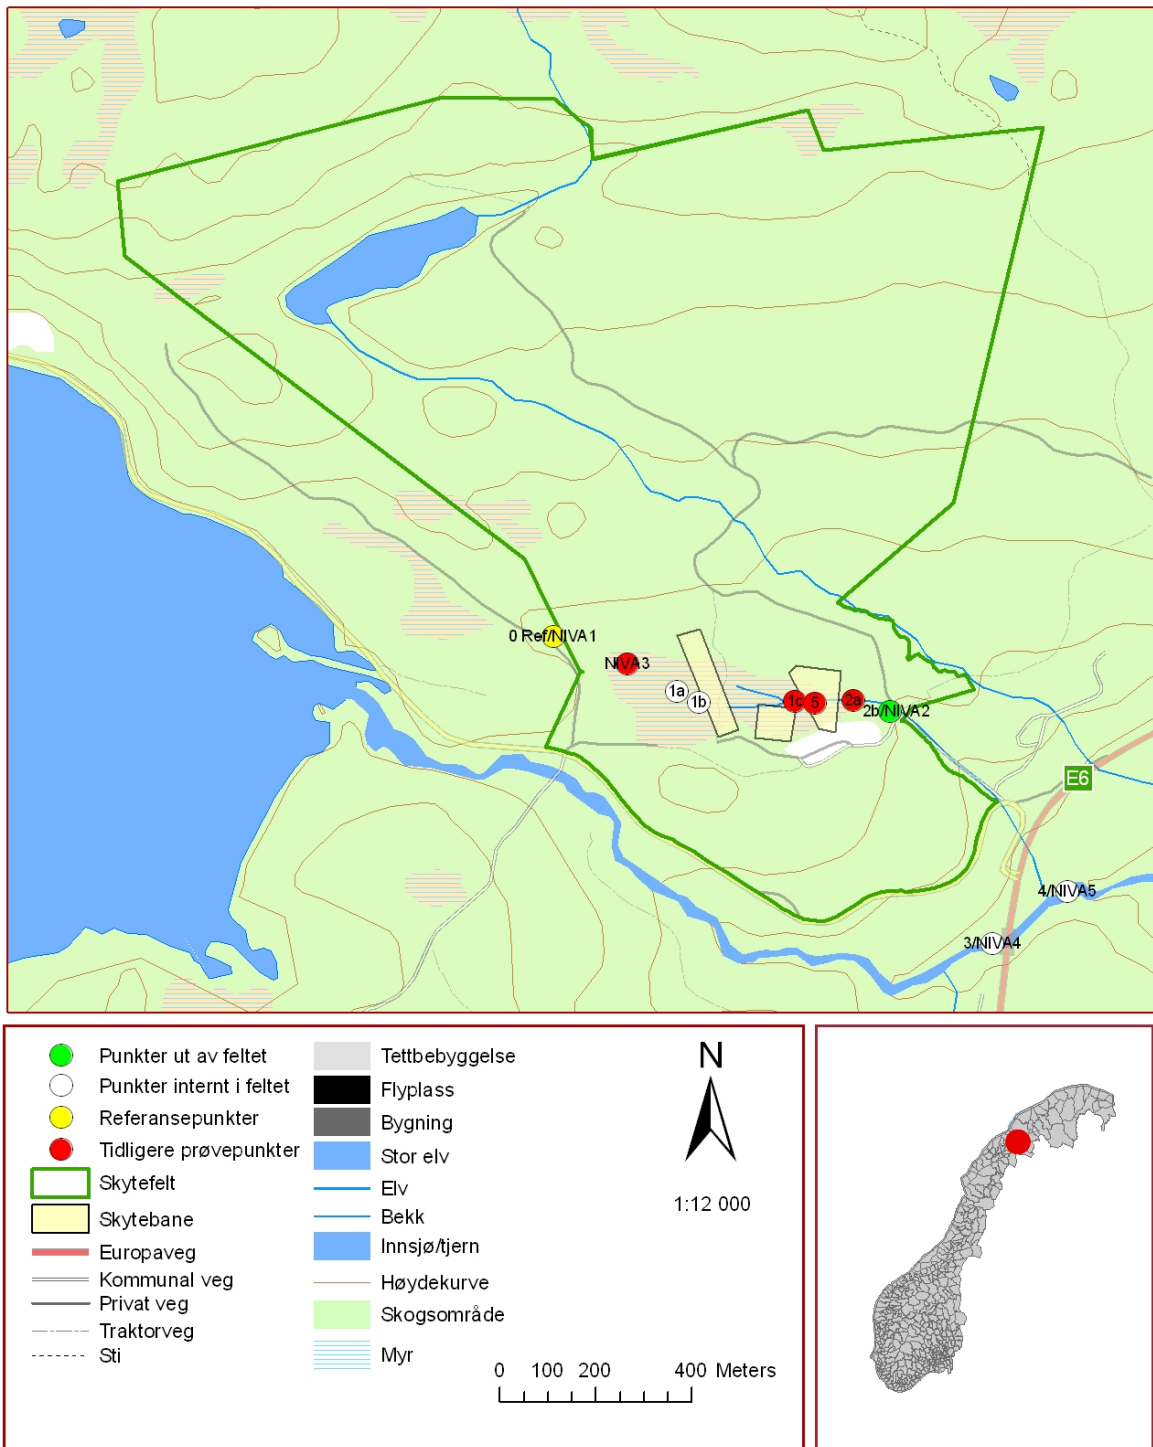 0 Ref/NIVA1
NIVA3
1a
1b
1c
5
2a
2b/NIVA2
E6
4/NIVA5
3/NIVA4
Punkter ut av feltet
Punkter internt i feltet
Referansepunkter
Tidligere prøvepunkter
Skytefelt
Skytebane
Europaveg
Kommunal veg
Privat veg
Traktorveg
Sti
Tettbebyggelse
Flyplass
Bygning
Stor elv
Elv
Bekk
Innsjø/tjern
Høydekurve
Skogsområde
Myr
N
1:12 000
0 100 200 400 Meters